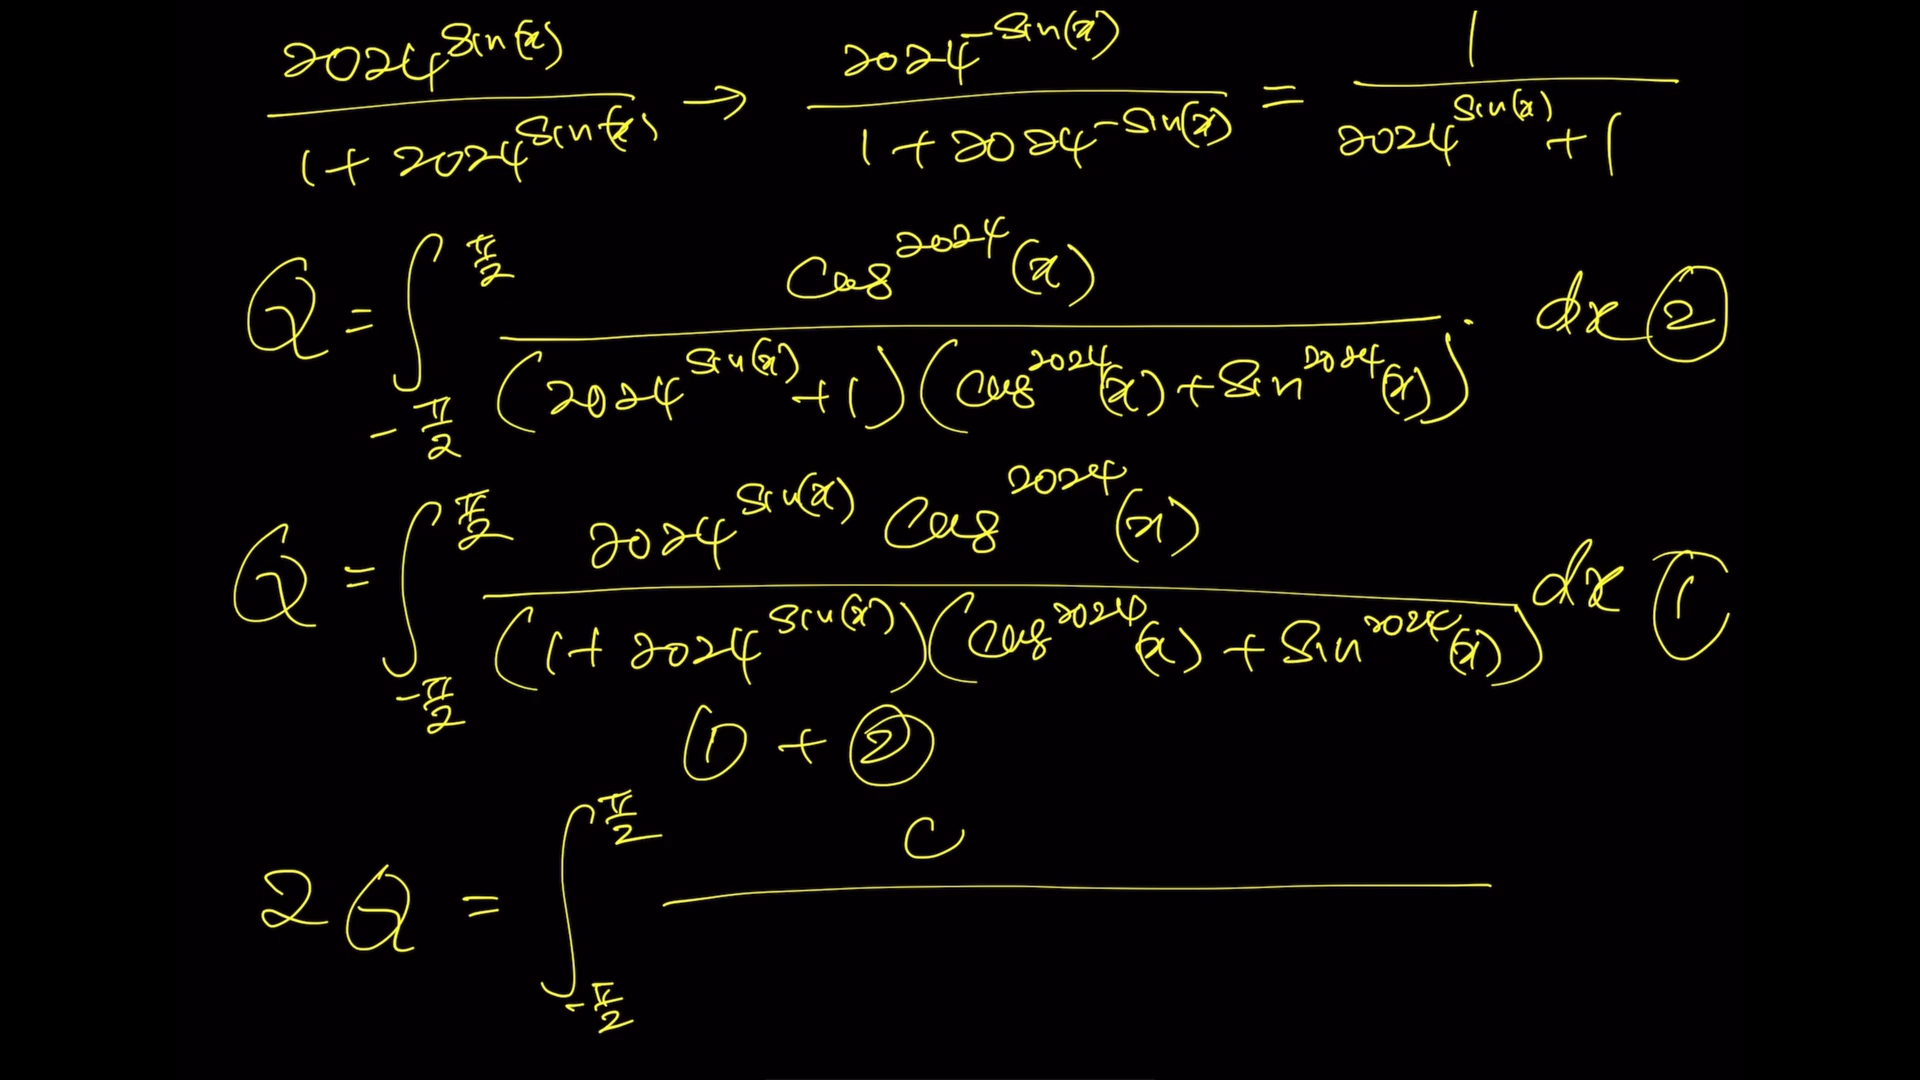 2024^sin(x) / 1 + 2024^sin(x) → 2024^-sin(x) / 1 + 2024^-sin(x) = 1 / 2024^sin(x) + 1
Q = ∫_{-π/2}^{π/2} Cos^2024(x) / (2024^sin(x) + 1)(Cos^2024(x) + Sin^2024(x)) dx ②
Q = ∫_{-π/2}^{π/2} 2024^sin(x) Cos^2024(x) / (1 + 2024^sin(x))(Cos^2024(x) + Sin^2024(x)) dx ①
① + ②
2Q = ∫_{-π/2}^{π/2} C